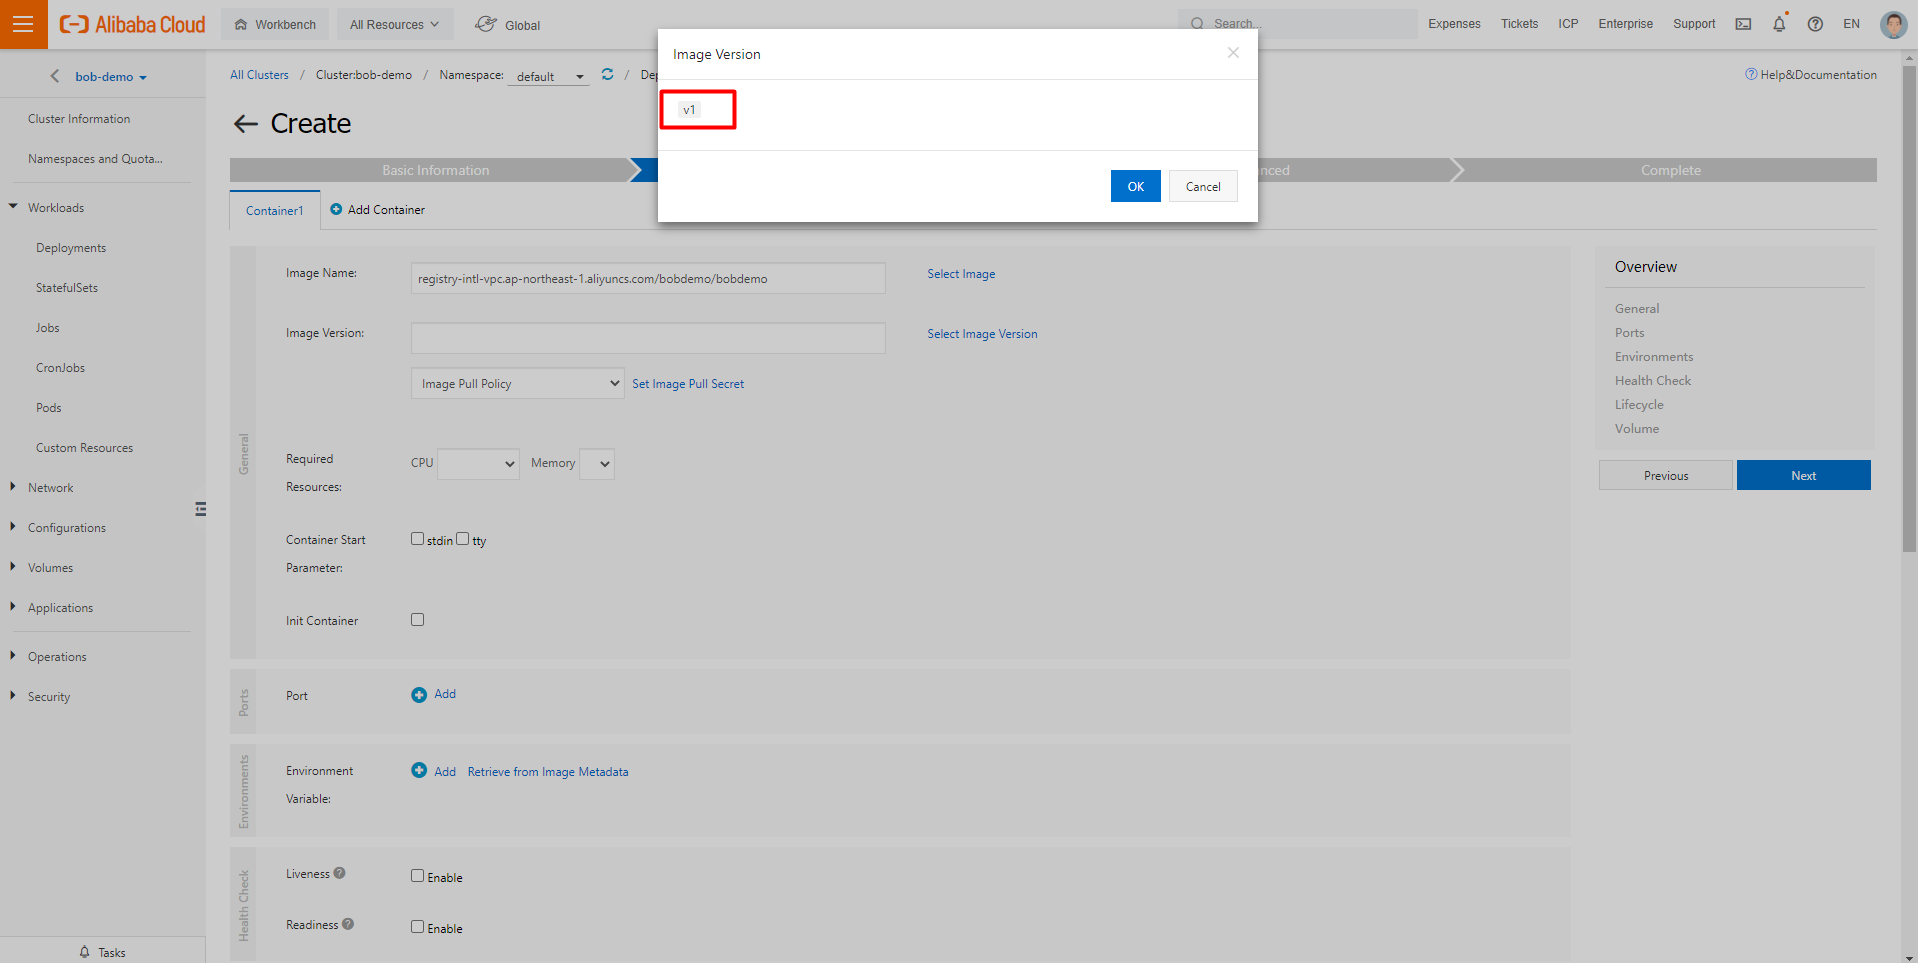 Alibaba Cloud
Workbench
All Resources
Global
Search...
Expenses
Tickets
ICP
Enterprise
Support
EN
bob-demo
All Clusters / Cluster:bob-demo / Namespace: default / De
Help&Documentation
Image Version
v1
OK
Cancel
Create
Basic Information
Complete
Container1
Add Container
Cluster Information
Namespaces and Quota...
Workloads
Deployments
StatefulSets
Jobs
CronJobs
Pods
Custom Resources
Network
Configurations
Volumes
Applications
Operations
Security
Tasks
General
Image Name:
registry-intl-vpc.ap-northeast-1.aliyuncs.com/bobdemo/bobdemo
Select Image
Image Version:
Select Image Version
Image Pull Policy
Set Image Pull Secret
Required
Resources:
CPU
Memory
Container Start
Parameter:
stdin
tty
Init Container
Ports
Port
Add
Environments
Environment
Variable:
Add
Retrieve from Image Metadata
Health Check
Liveness
Enable
Readiness
Enable
Overview
General
Ports
Environments
Health Check
Lifecycle
Volume
Previous
Next